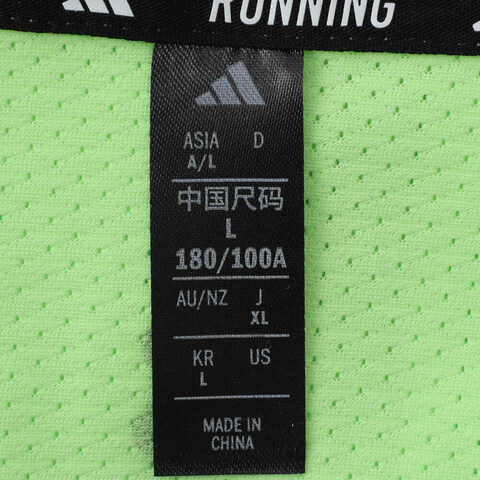 RUNNING
ASIA D
A/L
中国尺码
L
180/100A
AU/NZ J
XL
KR US
L
MADE IN
CHINA